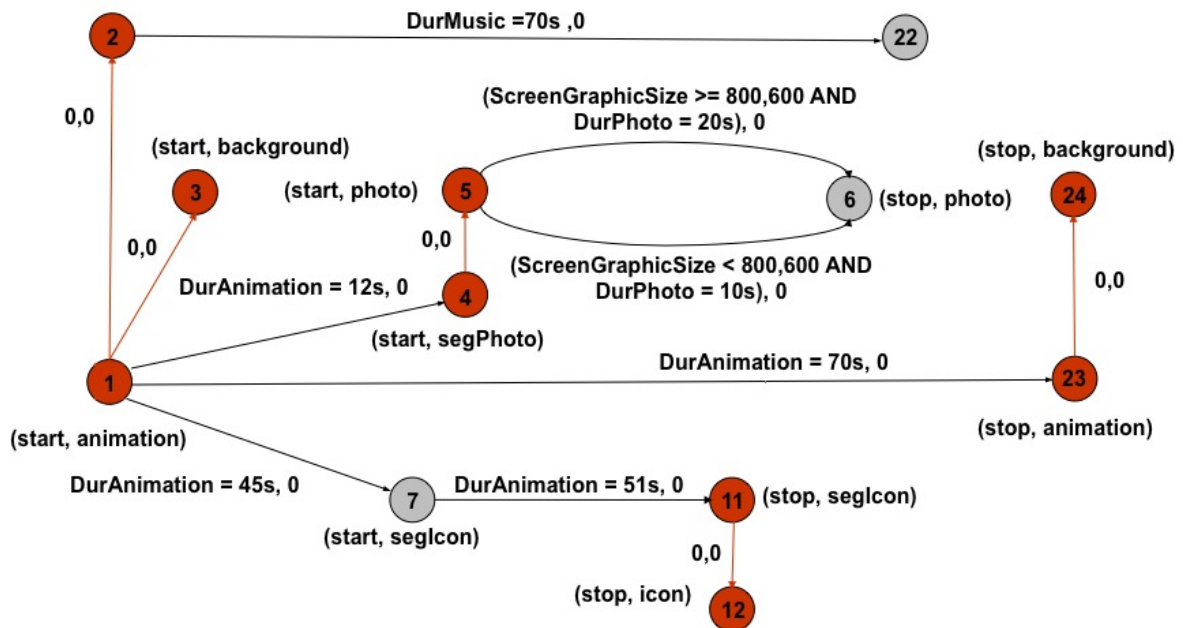 DurMusic =70s ,0
2
22
0,0
(ScreenGraphicSize >= 800,600 AND
DurPhoto = 20s), 0
(start, background)
(stop, background)
3
(start, photo)
5
6
(stop, photo)
24
0,0
0,0
(ScreenGraphicSize < 800,600 AND
DurPhoto = 10s), 0
0,0
DurAnimation = 12s, 0
4
(start, segPhoto)
DurAnimation = 70s, 0
1
23
(start, animation)
(stop, animation)
DurAnimation = 45s, 0
7
DurAnimation = 51s, 0
11
(stop, segIcon)
(start, segIcon)
0,0
(stop, icon)
12